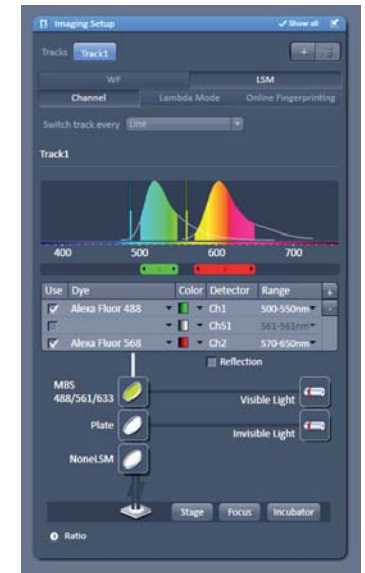 Imaging Setup Show all
Tracks Track1 +
WF LSM
Channel Lambda Mode Online Fingerprinting
Switch track every Line
Track1
400 500 600 700
Use Dye Color Detector Range +
Alexa Fluor 488 Ch1 500-550nm -
ChS1 561-561nm
Alexa Fluor 568 Ch2 570-650nm
Reflection
MBS
488/561/633
Visible Light
Plate
Invisible Light
NoneLSM
Stage Focus Incubator
Ratio